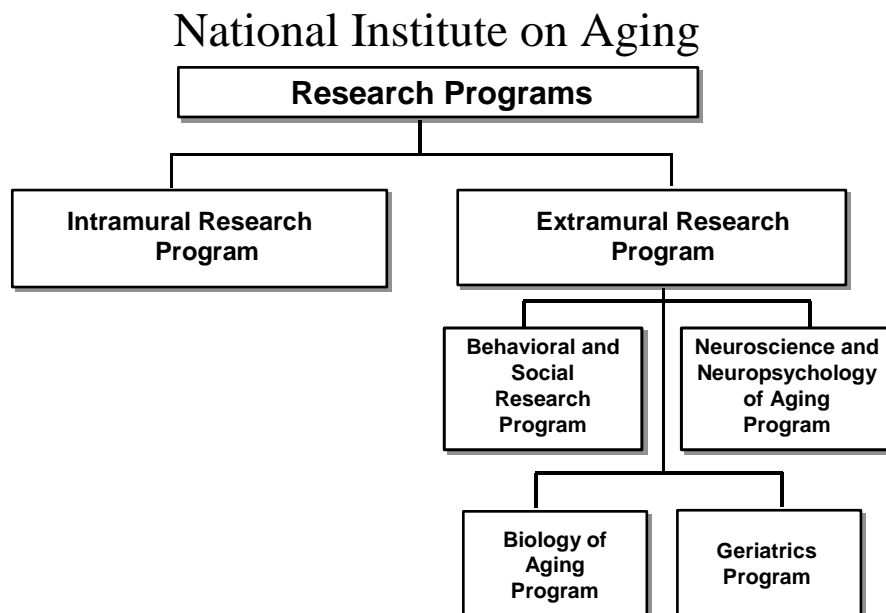 National Institute on Aging
Research Programs
Intramural Research
Program
Extramural Research
Program
Behavioral and
Social
Research
Program
Neuroscience and
Neuropsychology
of Aging
Program
Biology of
Aging
Program
Geriatrics
Program